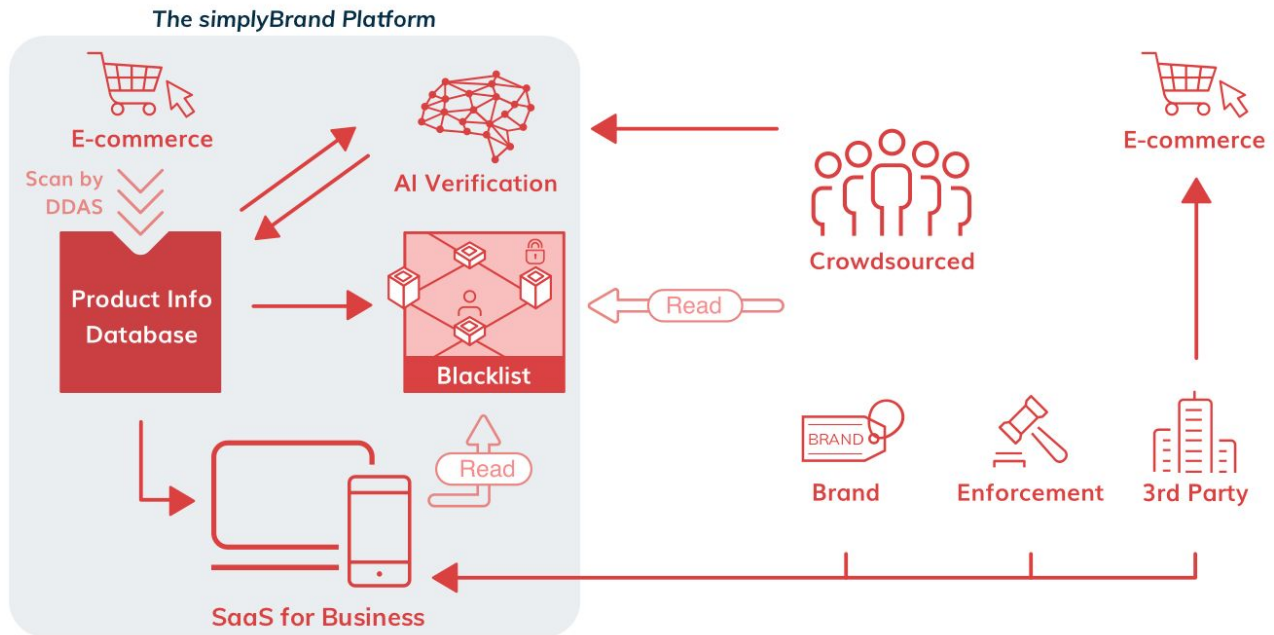 The simplyBrand Platform
E-commerce
Scan by
DDAS
AI Verification
Product Info
Database
Blacklist
Read
SaaS for Business
Crowdsourced
Read
E-commerce
BRAND
Brand
Enforcement
3rd Party